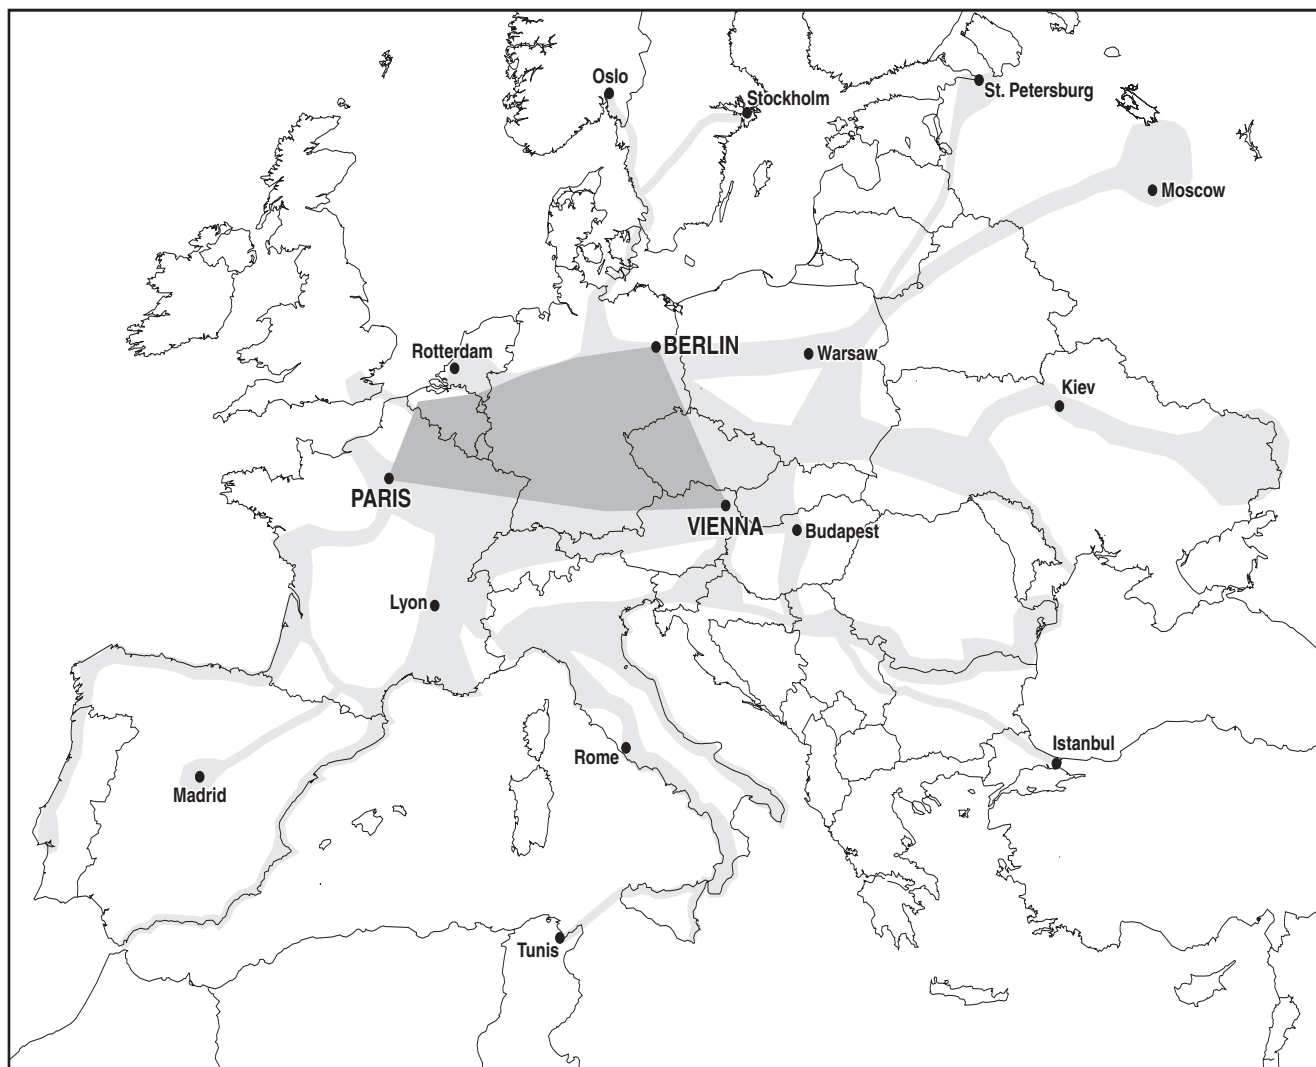 Oslo
Stockholm
St. Petersburg
Moscow
BERLIN
Rotterdam
Warsaw
Kiev
PARIS
VIENNA
Budapest
Lyon
Istanbul
Rome
Madrid
Tunis